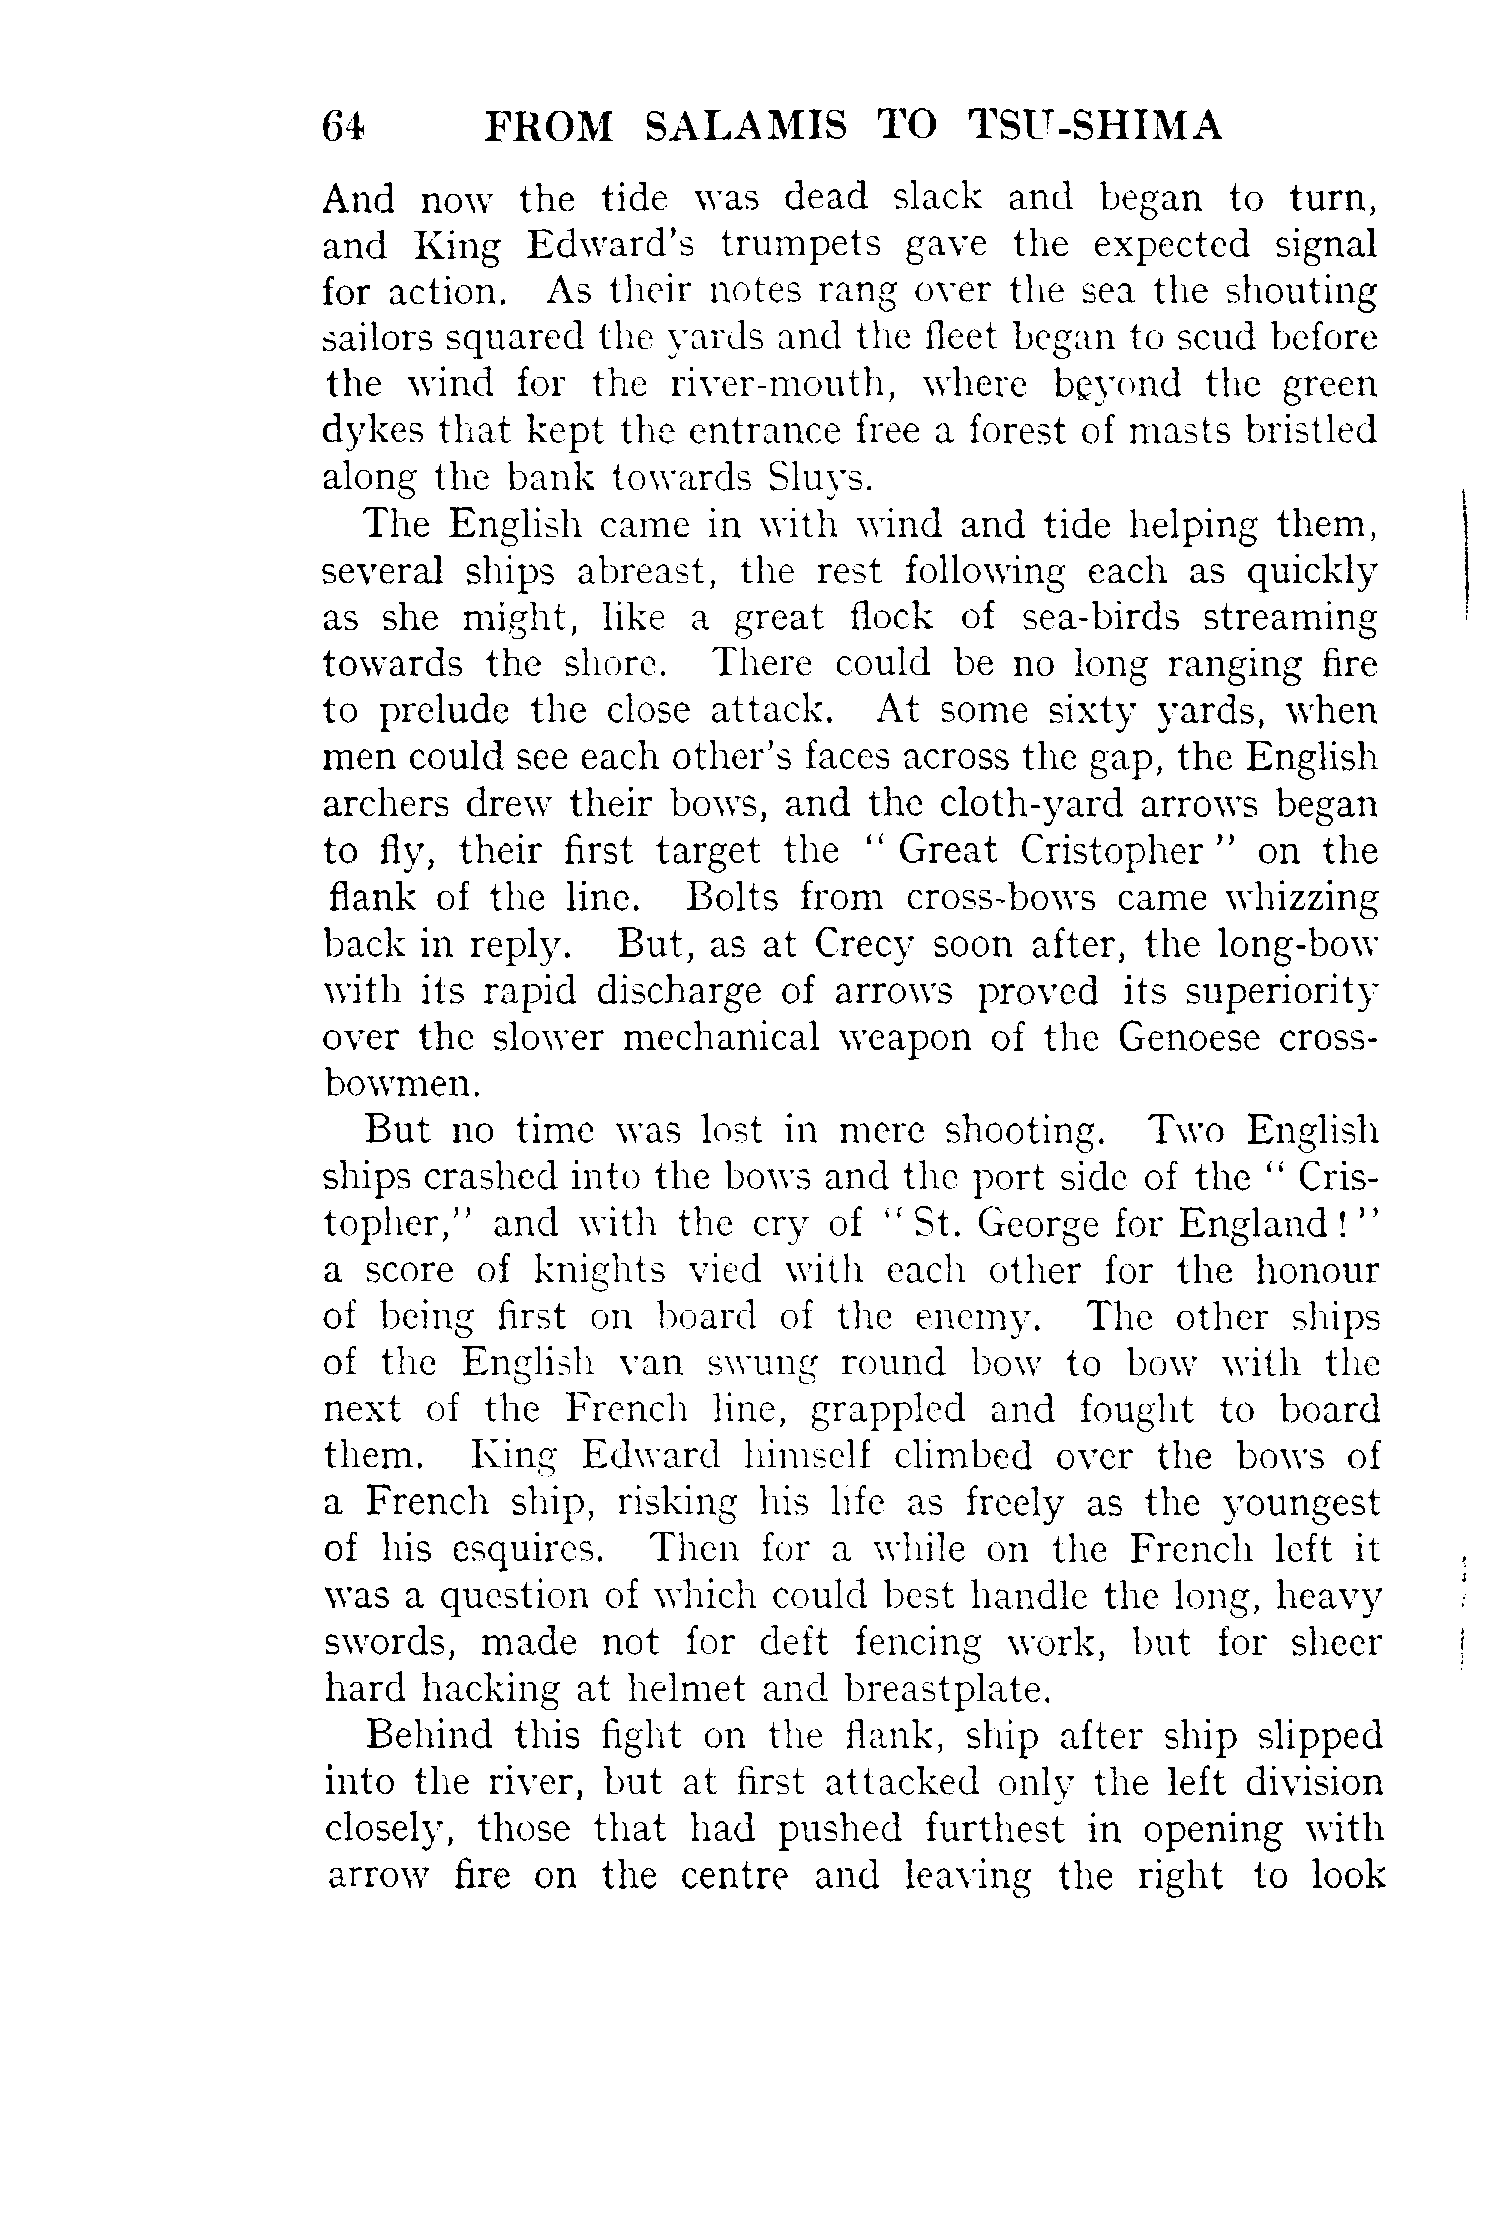 64 FROM SALAMIS TO TSU-SHIMA
And now the tide was dead slack and began to turn,
and King Edward's trumpets gave the expected signal
for action. As their notes rang over the sea the shouting
sailors squared the yards and the fleet began to scud before
the wind for the river-mouth, where beyond the green
dykes that kept the entrance free a forest of masts bristled
along the bank towards Sluys.
The English came in with wind and tide helping them,
several ships abreast, the rest following each as quickly
as she might, like a great flock of sea-birds streaming
towards the shore. There could be no long ranging fire
to prelude the close attack. At some sixty yards, when
men could see each other's faces across the gap, the English
archers drew their bows, and the cloth-yard arrows began
to fly, their first target the " Great Cristopher " on the
flank of the line. Bolts from cross-bows came whizzing
back in reply. But, as at Crecy soon after, the long-bow
with its rapid discharge of arrows proved its superiority
over the slower mechanical weapon of the Genoese cross-
bowmen.
But no time was lost in mere shooting. Two English
ships crashed into the bows and the port side of the " Cris-
topher," and with the cry of " St. George for England ! "
a score of knights vied with each other for the honour
of being first on board of the enemy. The other ships
of the English van swung round bow to bow with the
next of the French line, grappled and fought to board
them. King Edward himself climbed over the bows of
a French ship, risking his life as freely as the youngest
of his esquires. Then for a while on the French left it
was a question of which could best handle the long, heavy
swords, made not for deft fencing work, but for sheer
hard hacking at helmet and breastplate.
Behind this fight on the flank, ship after ship slipped
into the river, but at first attacked only the left division
closely, those that had pushed furthest in opening with
arrow fire on the centre and leaving the right to look